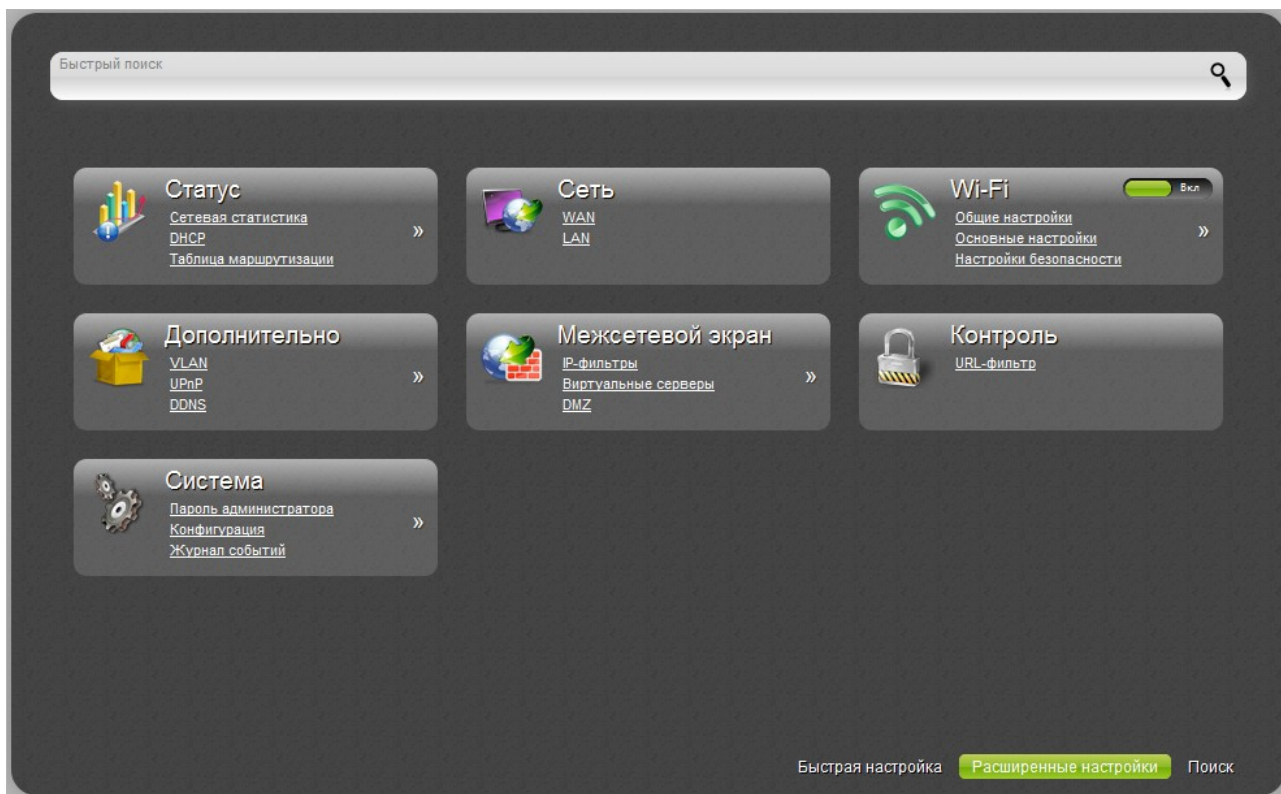 Быстрый поиск
Статус
Сетевая статистика
DHCP
Таблица маршрутизации
»
Сеть
WAN
LAN
Wi-Fi
Вкл
Общие настройки
Основные настройки
Настройки безопасности
»
Дополнительно
VLAN
UPnP
DDNS
»
Межсетевой экран
IP-фильтры
Виртуальные серверы
DMZ
»
Контроль
URL-фильтр
Система
Пароль администратора
Конфигурация
Журнал событий
»
Быстрая настройка Расширенные настройки Поиск